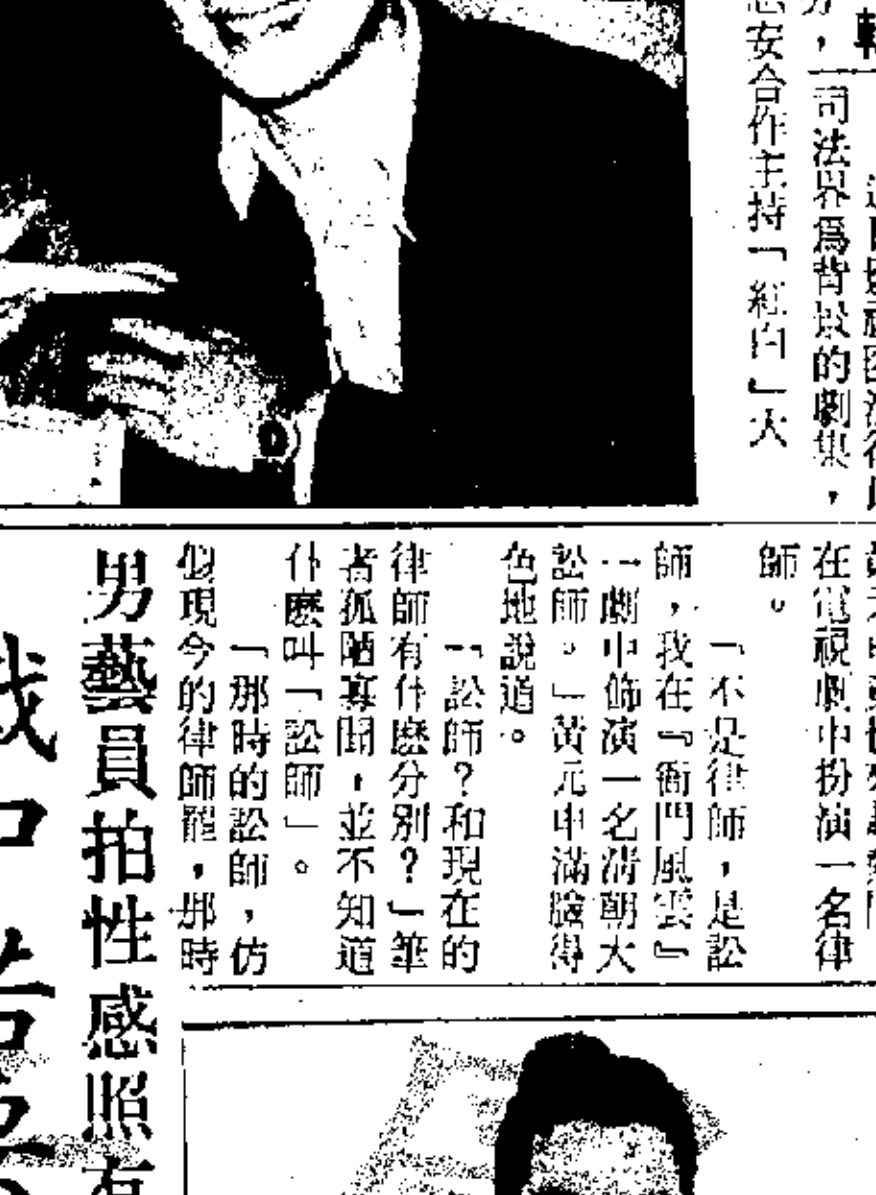 司法界爲背景的劇集，
安合作主持「紅白」大
在電視劇中扮演一名律
師。
「不是律師，是訟
師，我在『衙門風雲』
一劇中飾演一名清朝大
訟師。」黃元申滿臉得
色地說道。
「訟師？和現在的
律師有什麽分別？」筆
者孤陋寡聞，並不知道
什麽叫「訟師」。
「那時的訟師，仿
似現今的律師罷，那時
男藝員拍性感照有